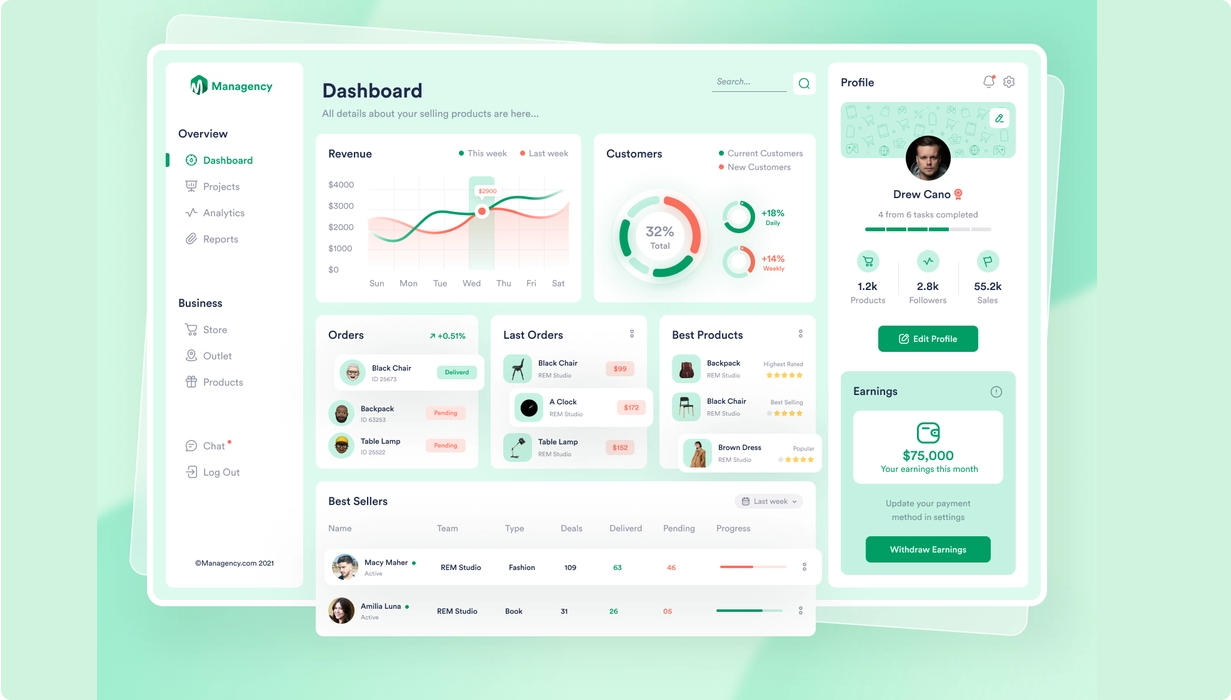 Managency
Overview
Dashboard
Projects
Analytics
Reports
Business
Store
Outlet
Products
Chat
Log Out
©Managency.com 2021
Dashboard
All details about your selling products are here...
Search...
Revenue
This week
Last week
$4000
$3000
$2000
$1000
$0
$2900
Sun Mon Tue Wed Thu Fri Sat
Customers
Current Customers
New Customers
32%
Total
+18%
Daily
+14%
Weekly
Orders
+0.51%
Black Chair
ID 25673
Deliverd
Backpack
ID 63253
Pending
Table Lamp
ID 25522
Pending
Last Orders
Black Chair
REM Studio
$99
A Clock
REM Studio
$172
Table Lamp
REM Studio
$152
Best Products
Backpack
REM Studio
Highest Rated
Black Chair
REM Studio
Best Selling
Brown Dress
REM Studio
Popular
Best Sellers
Last week
Name Team Type Deals Deliverd Pending Progress
Macy Maher REM Studio Fashion 109 63 46
Active
Amilia Luna REM Studio Book 31 26 05
Active
Profile
Drew Cano
4 from 6 tasks completed
1.2k
Products
2.8k
Followers
55.2k
Sales
Edit Profile
Earnings
$75,000
Your earnings this month
Update your payment
method in settings
Withdraw Earnings